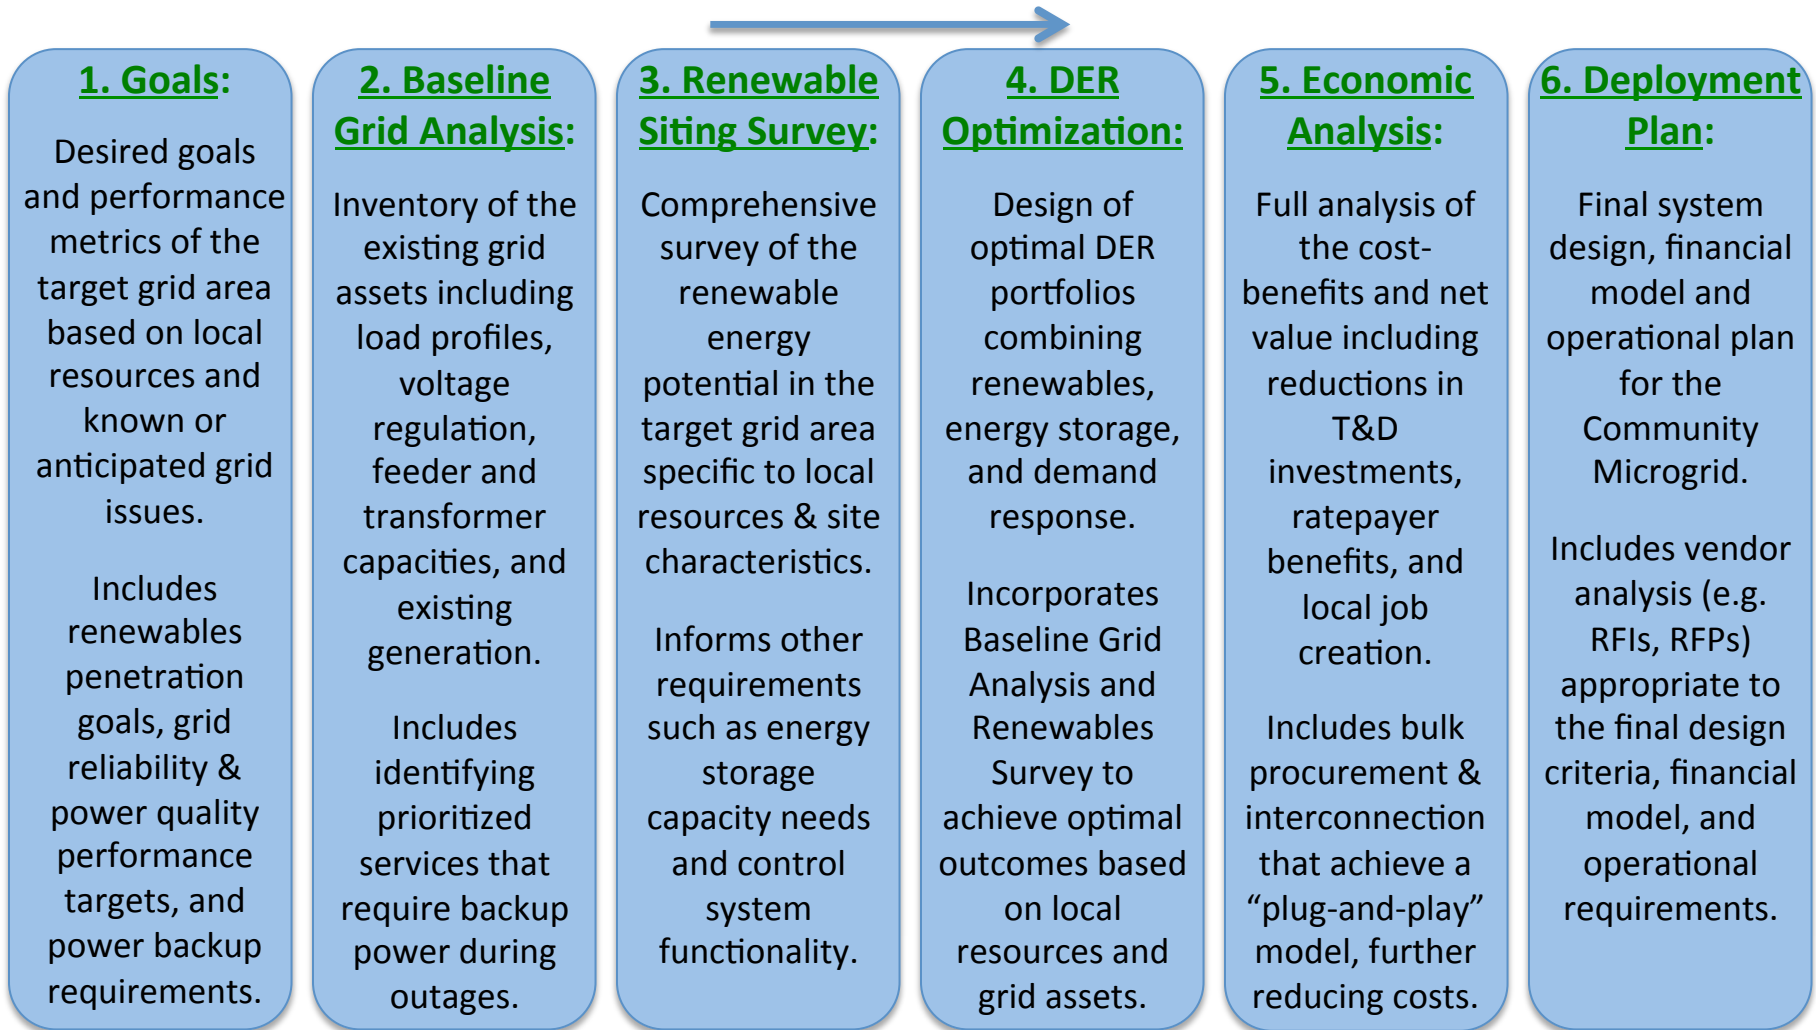 1. Goals:
Desired goals
and performance
metrics of the
target grid area
based on local
resources and
known or
anticipated grid
issues.
Includes
renewables
penetration
goals, grid
reliability &
power quality
performance
targets, and
power backup
requirements.
2. Baseline
Grid Analysis:
Inventory of the
existing grid
assets including
load profiles,
voltage
regulation,
feeder and
transformer
capacities, and
existing
generation.
Includes
identifying
prioritized
services that
require backup
power during
outages.
3. Renewable
Siting Survey:
Comprehensive
survey of the
renewable
energy
potential in the
target grid area
specific to local
resources & site
characteristics.
Informs other
requirements
such as energy
storage
capacity needs
and control
system
functionality.
4. DER
Optimization:
Design of
optimal DER
portfolios
combining
renewables,
energy storage,
and demand
response.
Incorporates
Baseline Grid
Analysis and
Renewables
Survey to
achieve optimal
outcomes based
on local
resources and
grid assets.
5. Economic
Analysis:
Full analysis of
the cost-
benefits and net
value including
reductions in
T&D
investments,
ratepayer
benefits, and
local job
creation.
Includes bulk
procurement &
interconnection
that achieve a
“plug-and-play”
model, further
reducing costs.
6. Deployment
Plan:
Final system
design, financial
model and
operational plan
for the
Community
Microgrid.
Includes vendor
analysis (e.g.
RFIs, RFPs)
appropriate to
the final design
criteria, financial
model, and
operational
requirements.